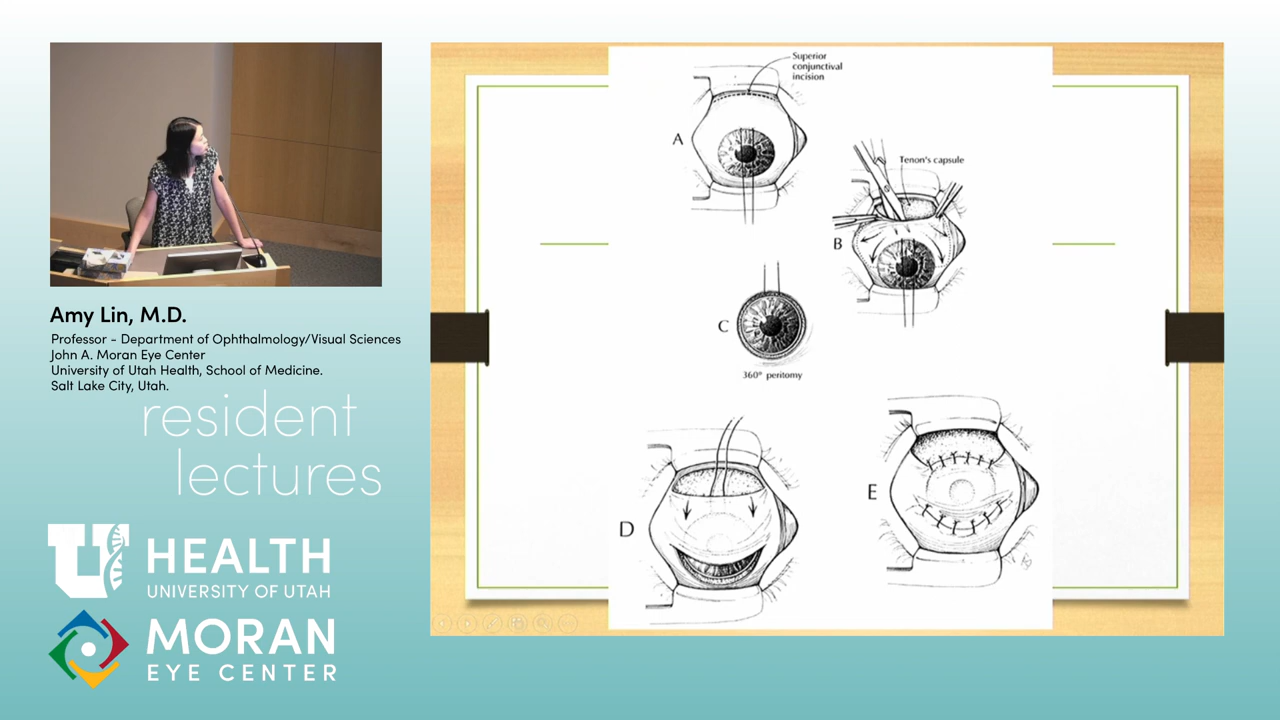 Amy Lin, M.D.
Professor - Department of Ophthalmology/Visual Sciences
John A. Moran Eye Center
University of Utah Health, School of Medicine.
Salt Lake City, Utah.
resident
lectures
U HEALTH
UNIVERSITY OF UTAH
MORAN
EYE CENTER
Superior
conjunctival
incision
A
Tenon's capsule
B
C
360° peritomy
D
E